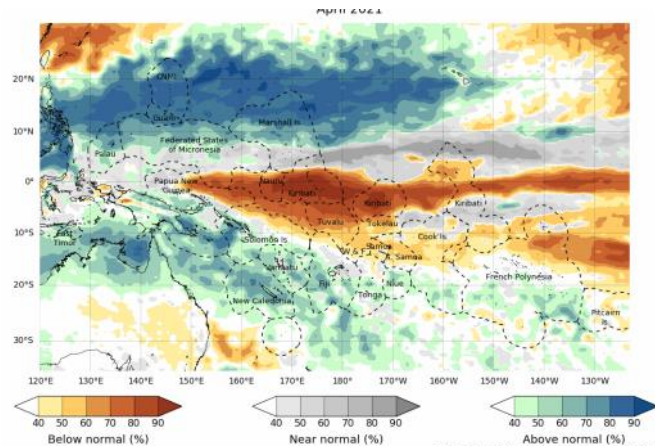 April 2021
20°N
10°N
0°
10°S
20°S
30°S
CNMI
Guam
Marshall Is.
Federated States
of Micronesia
Palau
Papua New
Guinea
Nauru
Kiribati
Kiribati
Kiribati
East
Timor
Solomon Is.
Tuvalu
Tokelau
Cook Is.
W & F
Samoa
A. Samoa
Vanuatu
Fiji
Niue
Tonga
French Polynesia
New Caledonia
Pitcairn
Is.
120°E 130°E 140°E 150°E 160°E 170°E 180° 170°W 160°W 150°W 140°W 130°W
40 50 60 70 80 90
Below normal (%)
40 50 60 70 80 90
Near normal (%)
40 50 60 70 80 90
Above normal (%)